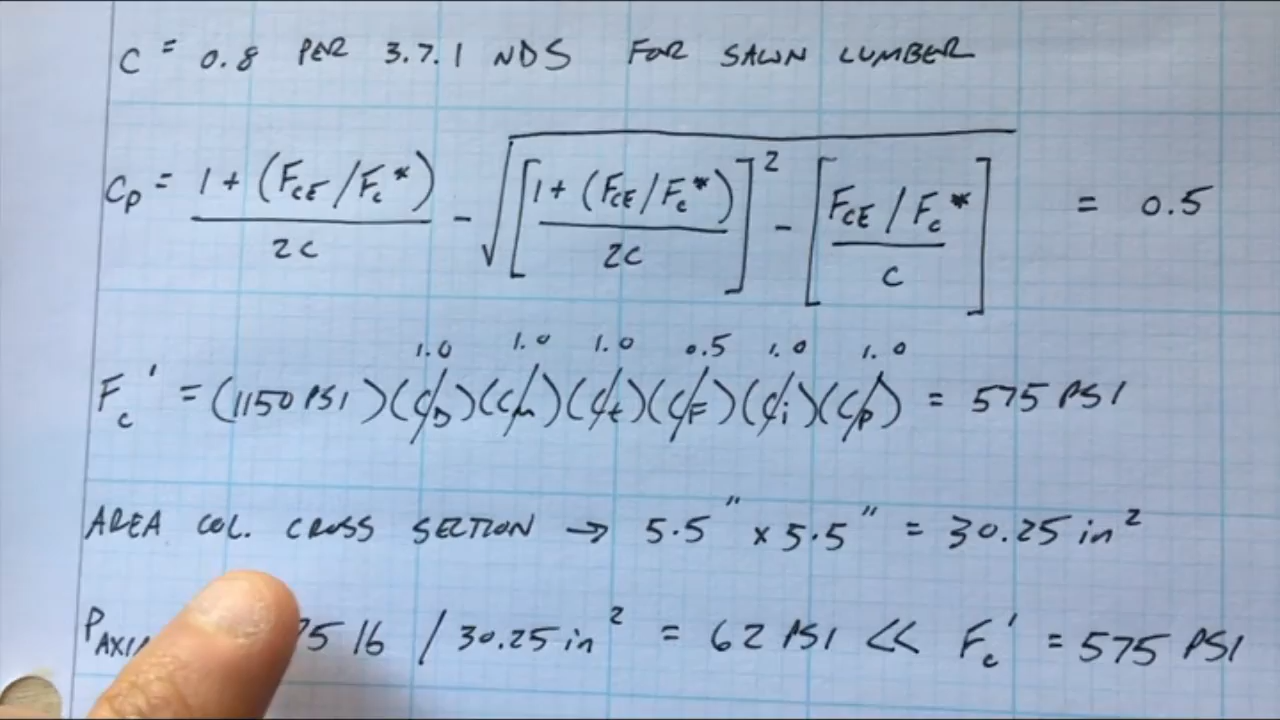 C = 0.8 PER 3.7.1 NDS FOR SAWN LUMBER
Cp = 1 + (FcE / Fc*) / 2c - √[1 + (FcE / Fc*) / 2c]² - [FcE / Fc* / c] = 0.5
1.0 1.0 1.0 0.5 1.0 1.0
Fc' = (1150 PSI)(CD)(CM)(Ct)(CF)(Ci)(Cp) = 575 PSI
AREA COL. CROSS SECTION → 5.5" x 5.5" = 30.25 in²
75 lb / 30.25 in² = 62 PSI << Fc' = 575 PSI